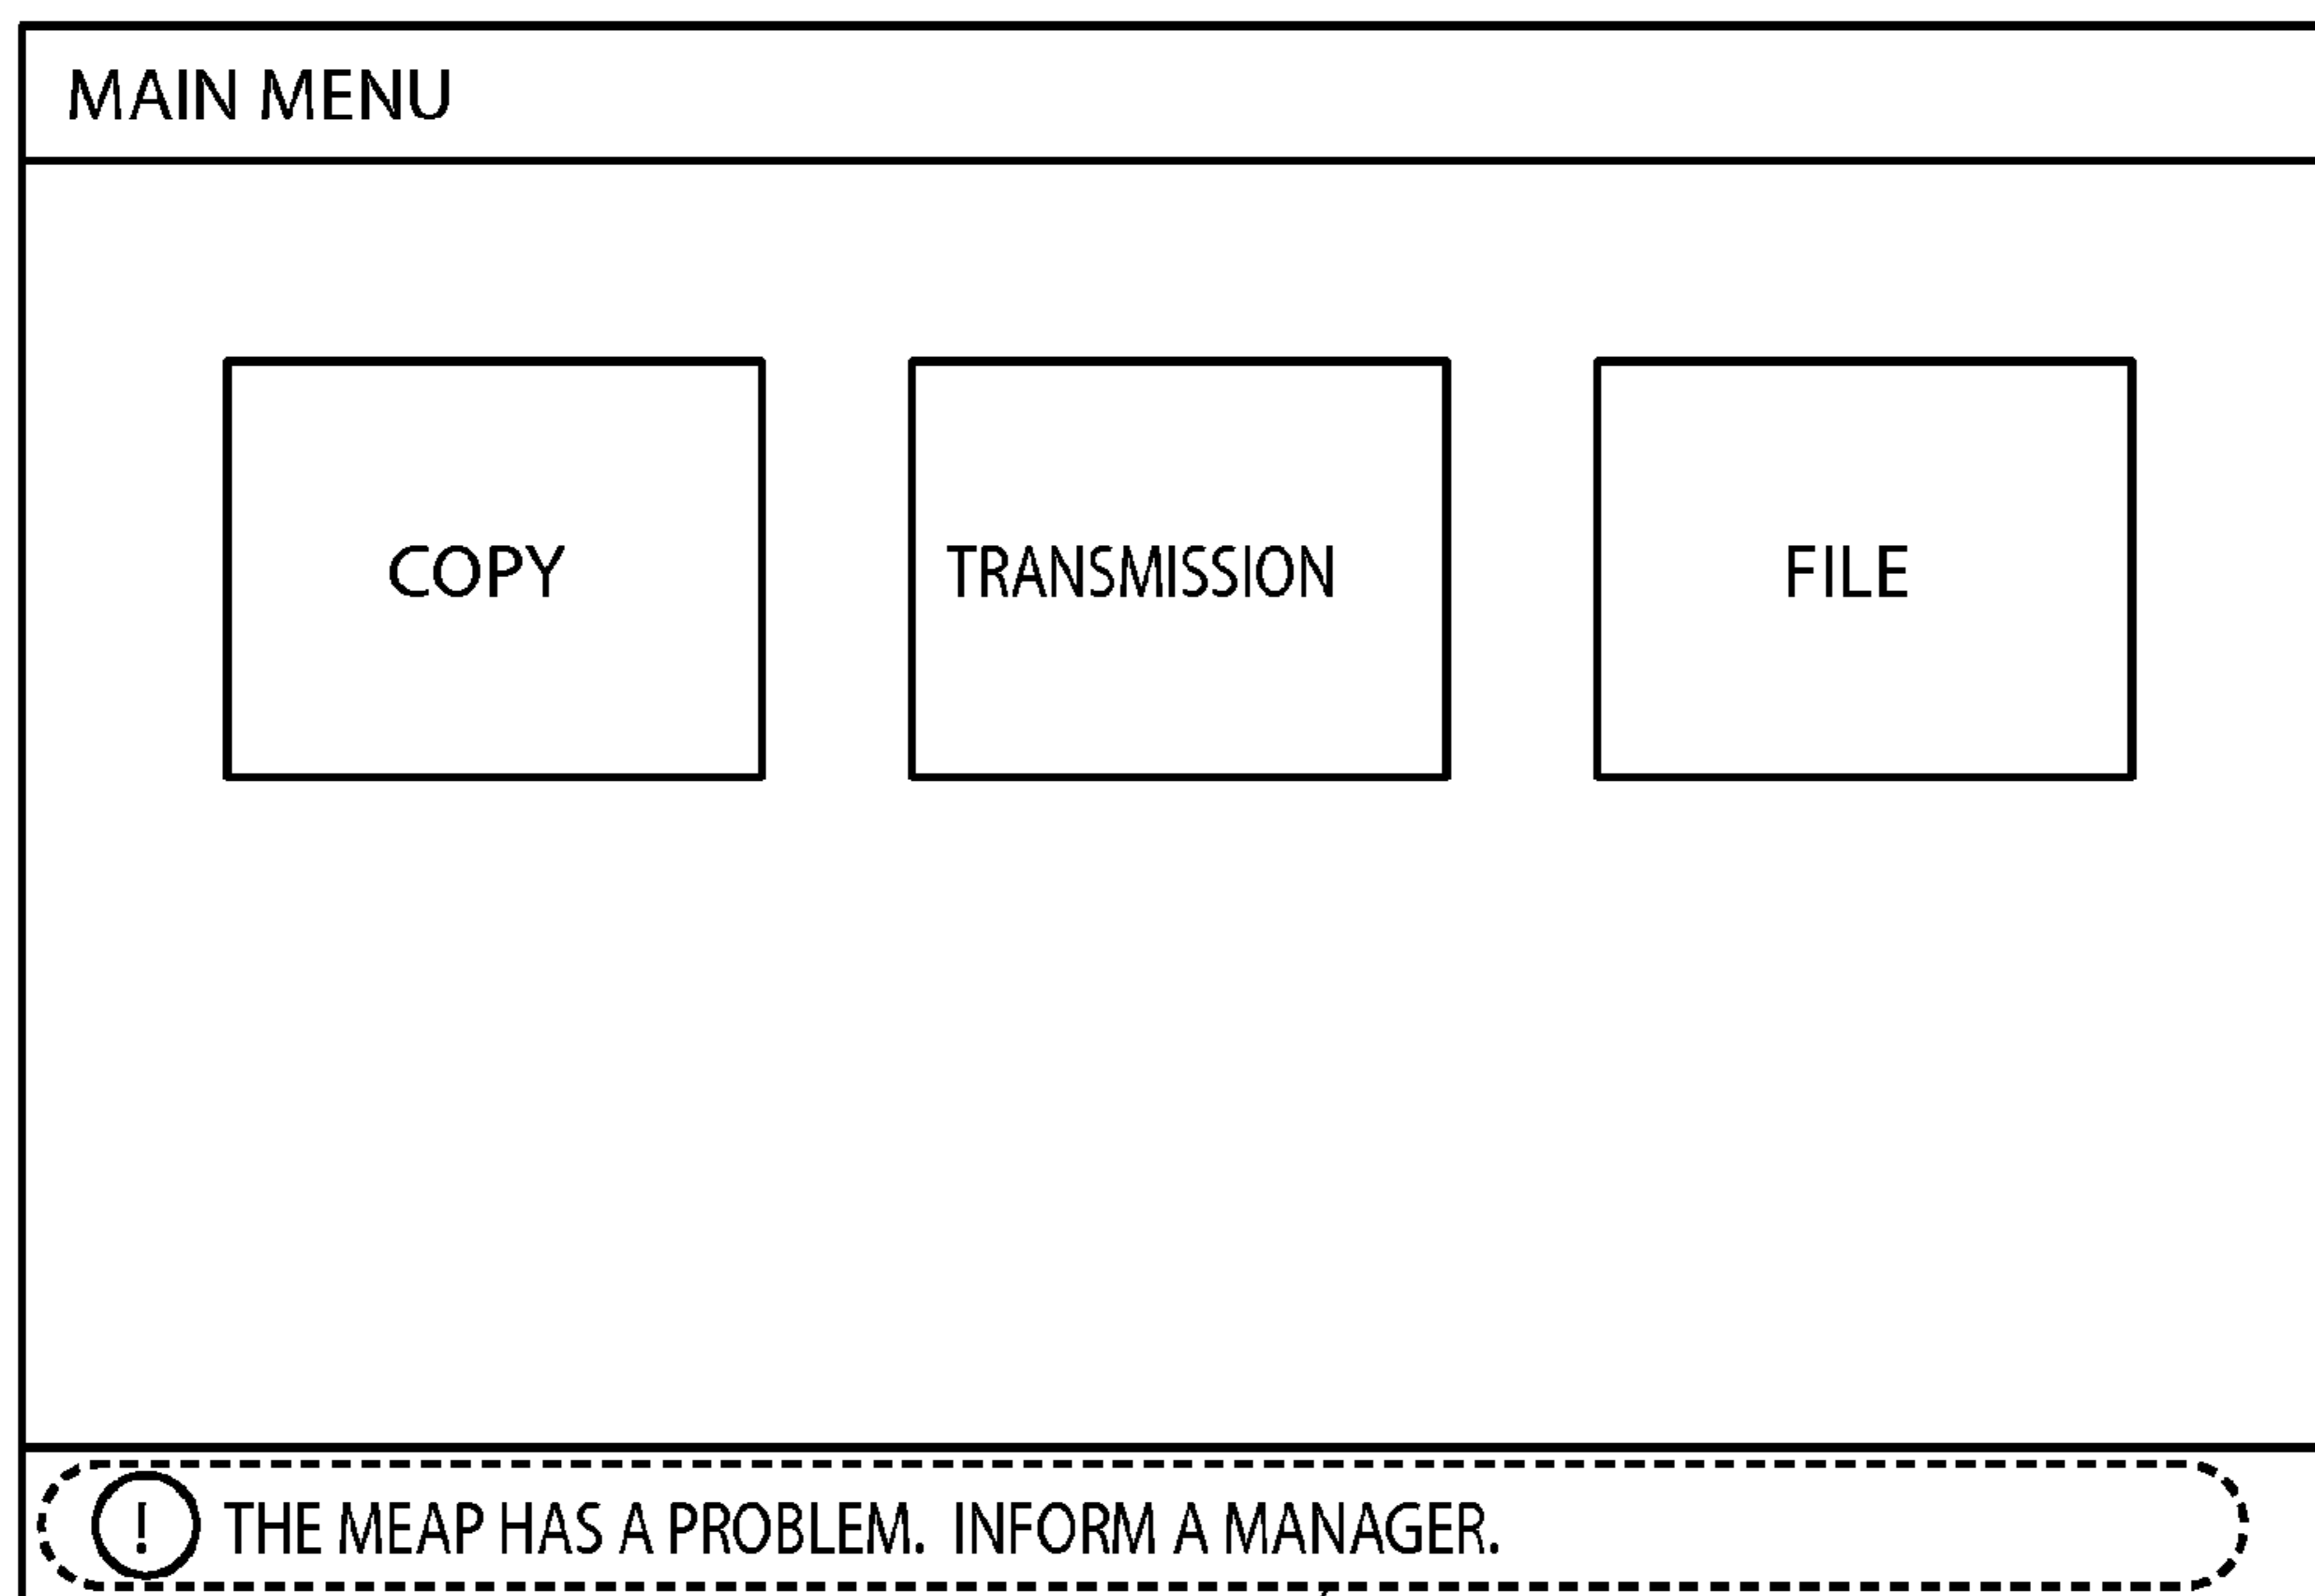 MAIN MENU
COPY
TRANSMISSION
FILE
! THE MEAP HAS A PROBLEM. INFORM A MANAGER.